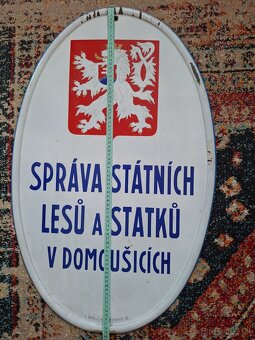 SPRÁVA STÁTNÍCH
LESŮ A STATKŮ
V DOMOUŠICÍCH